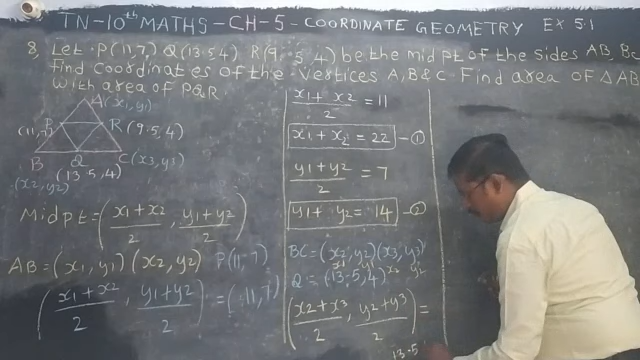 TN-10th MATHS-CH-5-COORDINATE GEOMETRY EX 5.1
8, Let P(11,7) Q(13.5,4) R(9.5,4) be the mid pt of the sides AB, BC
find coordinates of the vertices A, B & C. Find area of △AB
with area of PQR.
A(x1,y1)
(11,7) P
R(9.5,4)
B Q C(x3,y3)
(13.5,4)
(x2,y2)
Mid pt = (x1+x2/2, y1+y2/2)
AB = (x1,y1) (x2,y2) P(11,7)
(x1+x2/2, y1+y2/2) = (11,7)
x1+x2/2 = 11
x1+x2 = 22 -①
y1+y2/2 = 7
y1+y2 = 14 -②
BC = (x2,y2)(x3,y3)
Q = (13.5,4)
(x2+x3/2, y2+y3/2) =
13.5